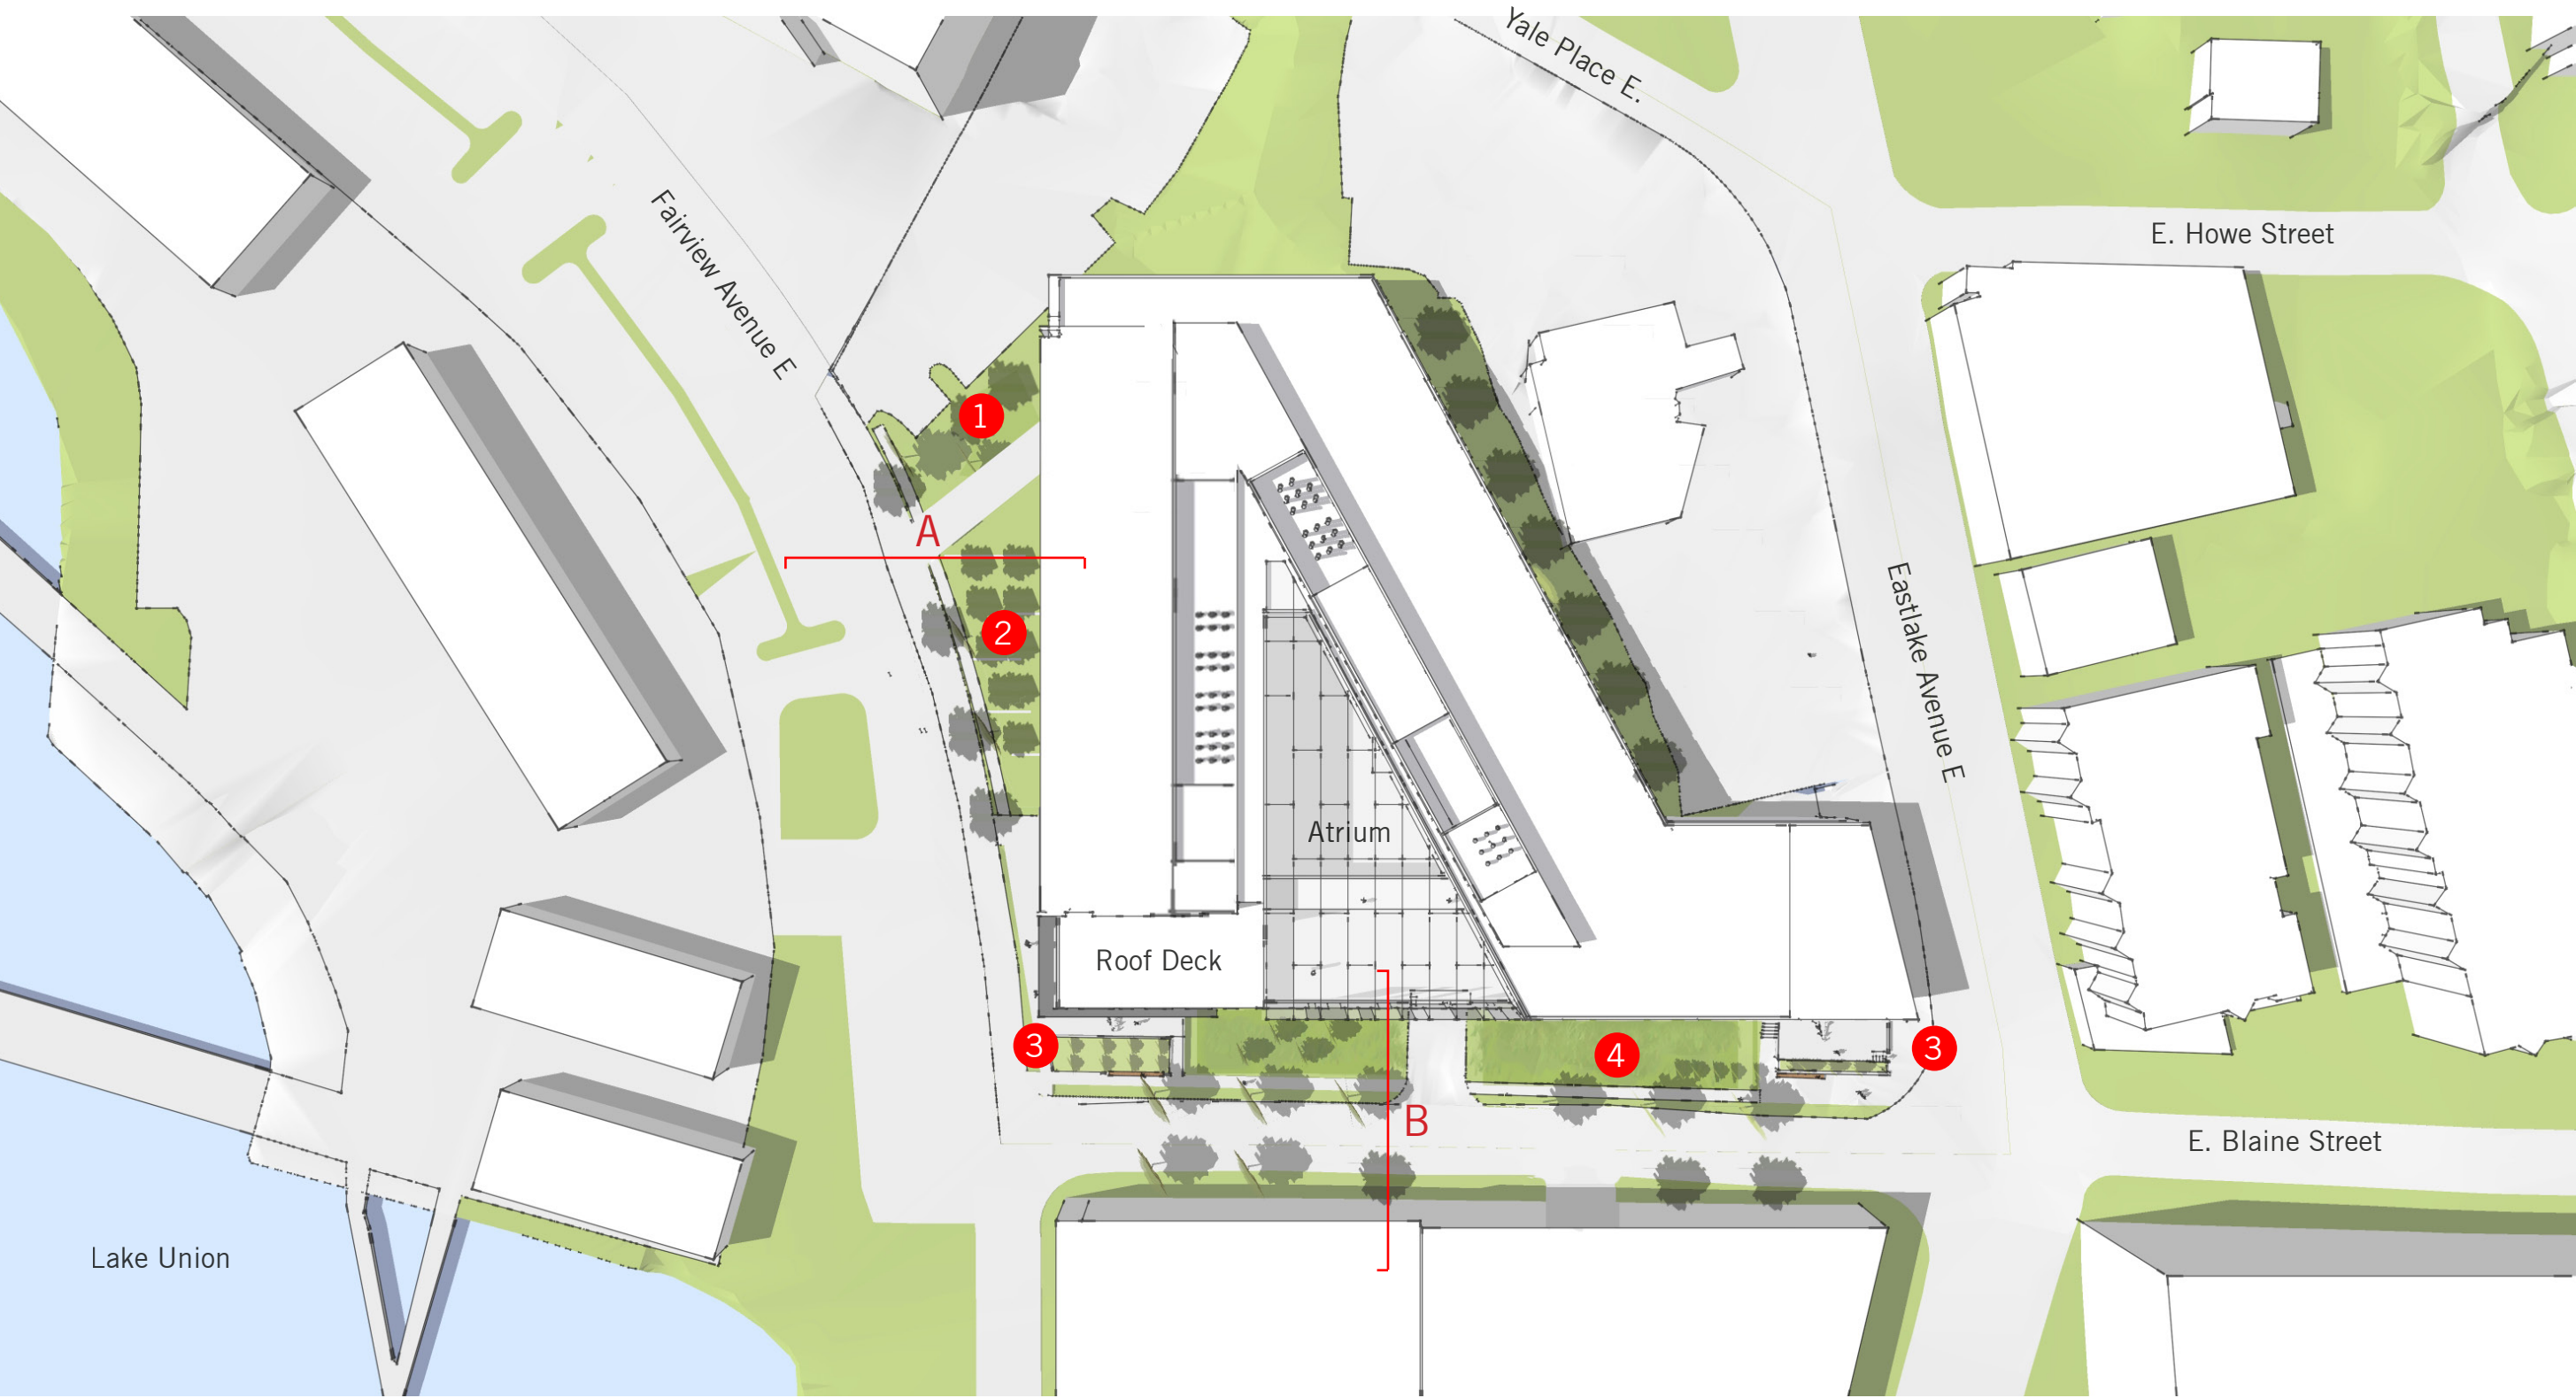 Yale Place E.
Fairview Avenue E
E. Howe Street
1
A
2
Eastlake Avenue E
Atrium
Roof Deck
3
4
3
B
E. Blaine Street
Lake Union